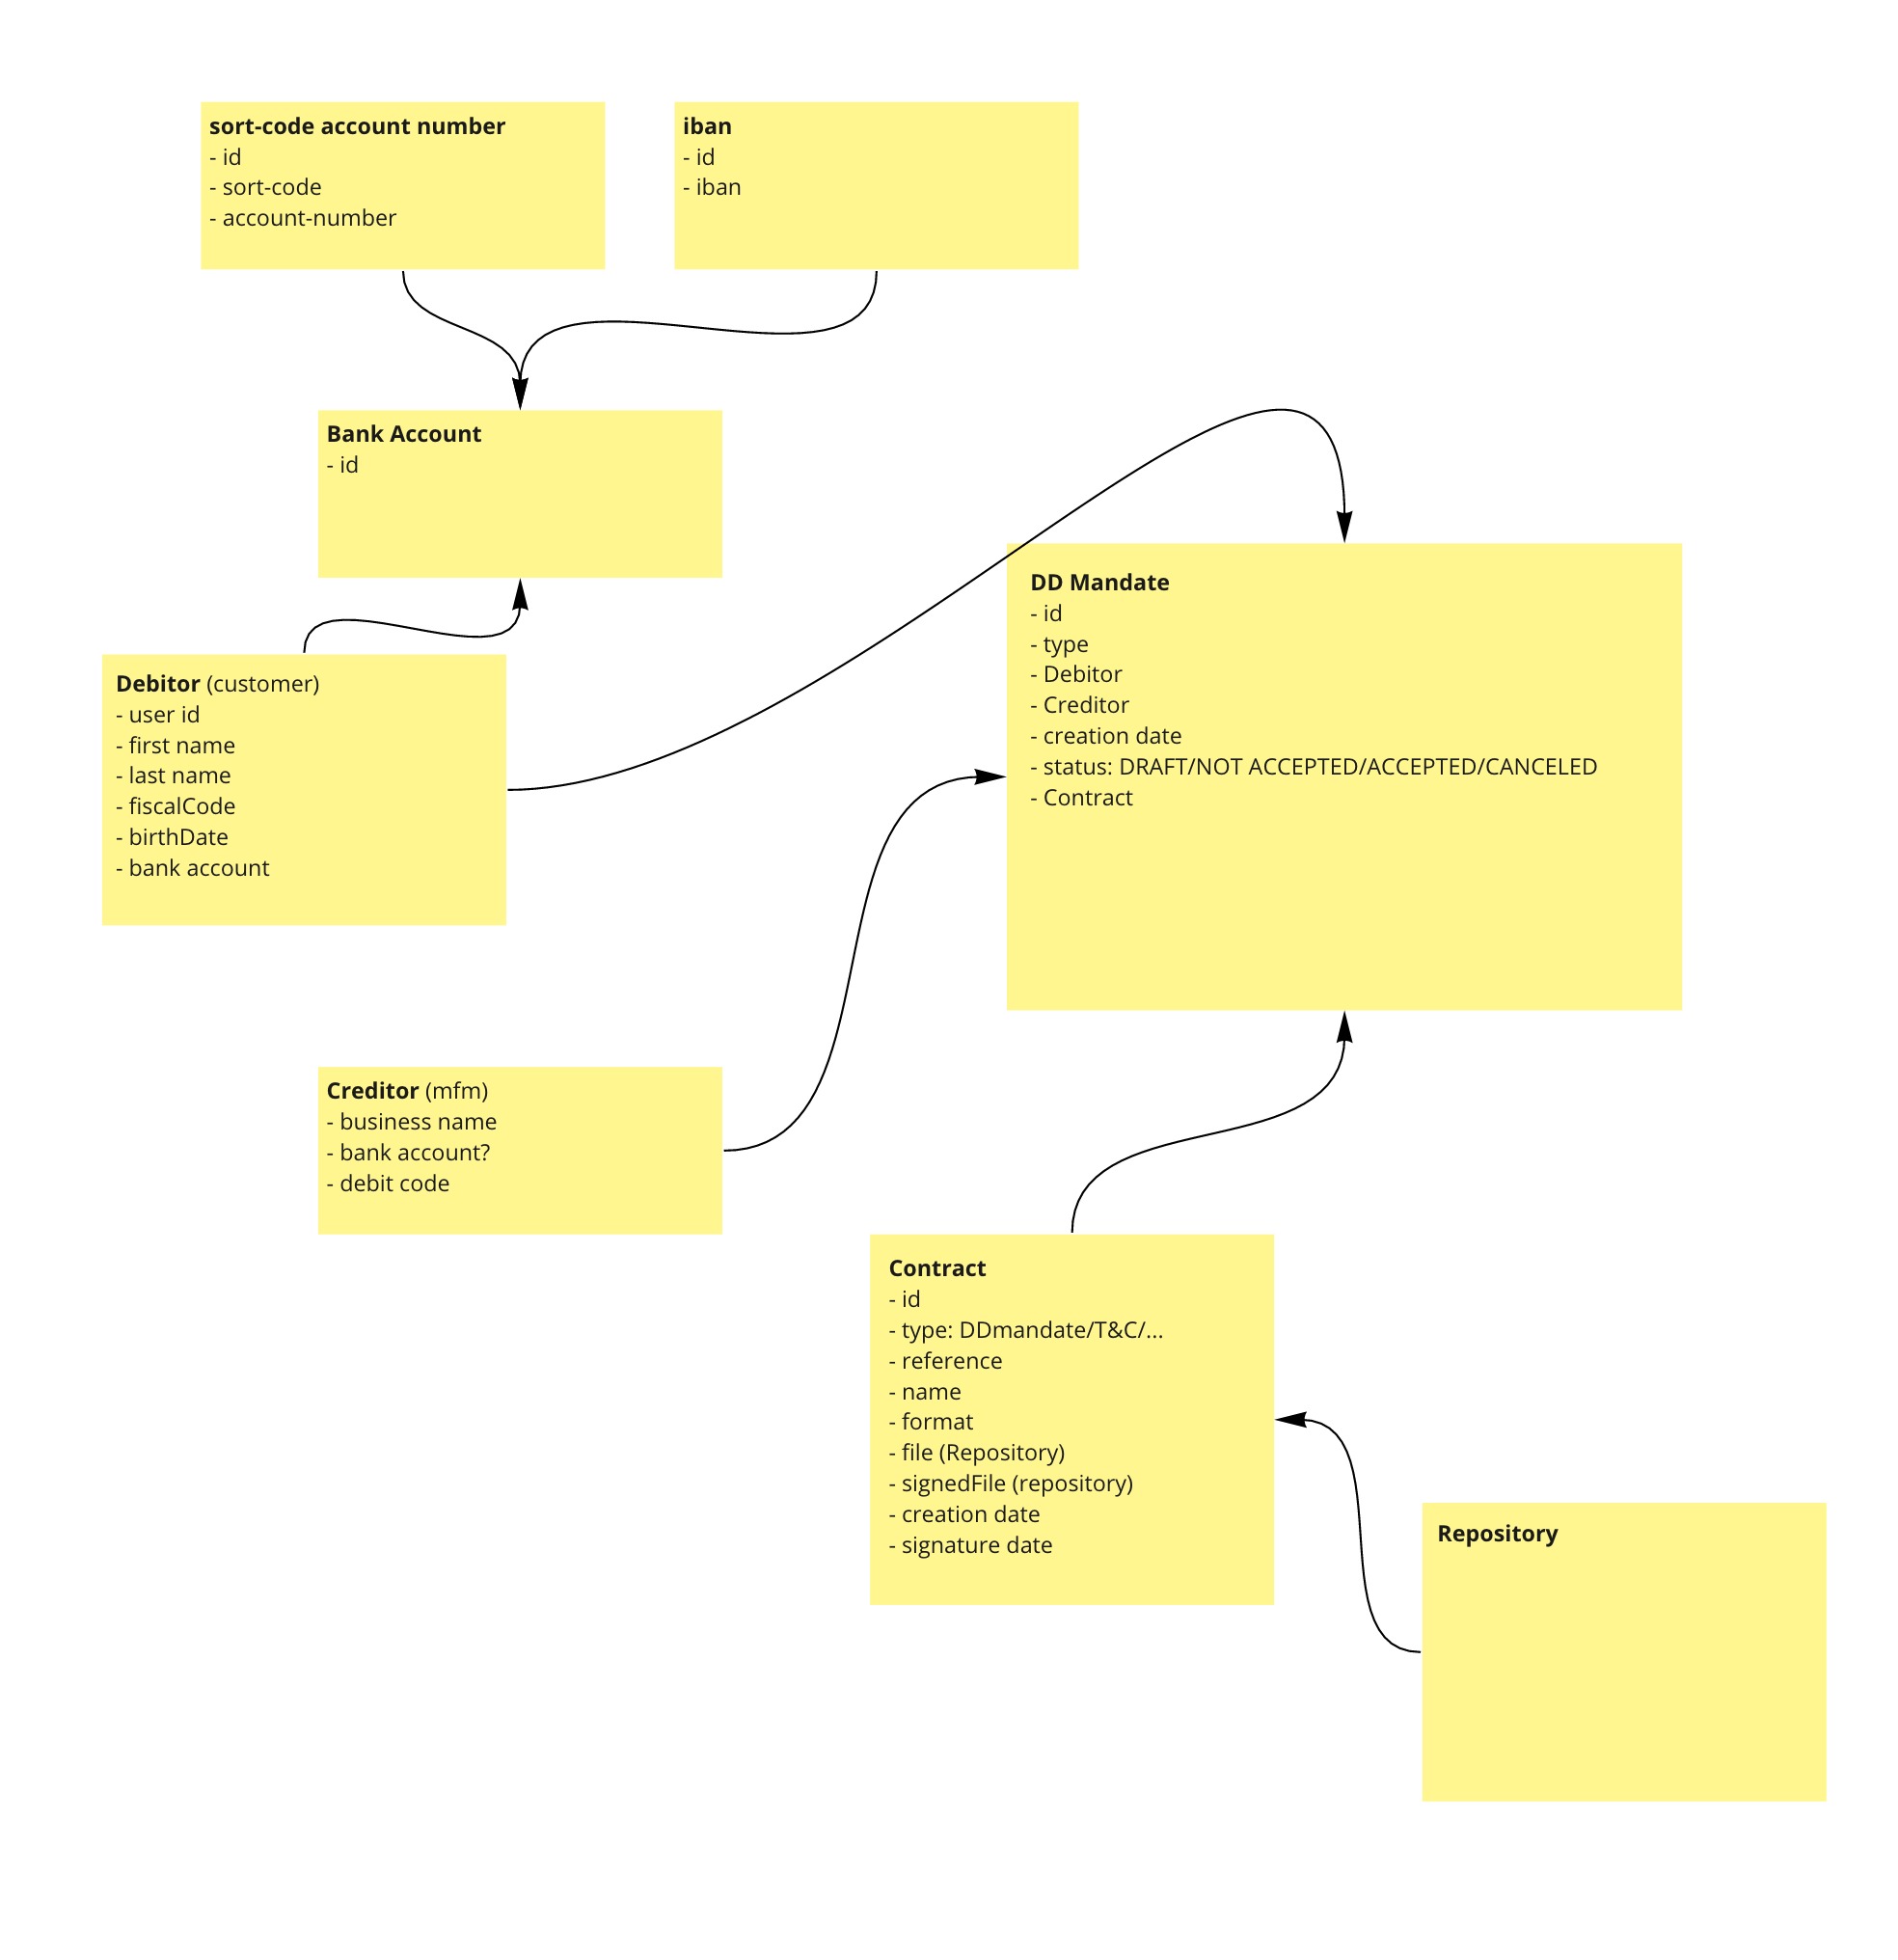 sort-code account number
- id
- sort-code
- account-number
iban
- id
- iban
Bank Account
- id
DD Mandate
- id
- type
- Debitor
- Creditor
- creation date
- status: DRAFT/NOT ACCEPTED/ACCEPTED/CANCELED
- Contract
Debitor (customer)
- user id
- first name
- last name
- fiscalCode
- birthDate
- bank account
Creditor (mfm)
- business name
- bank account?
- debit code
Contract
- id
- type: DDmandate/T&C/...
- reference
- name
- format
- file (Repository)
- signedFile (repository)
- creation date
- signature date
Repository